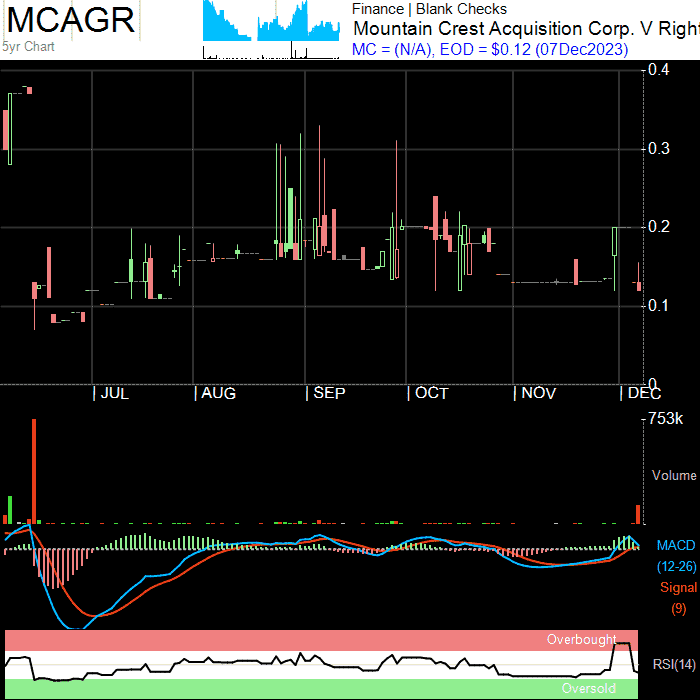 MCAGR
Finance | Blank Checks
Mountain Crest Acquisition Corp. V Right
5yr Chart
MC = (N/A), EOD = $0.12 (07Dec2023)
0.4
0.3
0.2
0.1
0
JUL
AUG
SEP
OCT
NOV
DEC
753k
Volume
MACD
(12-26)
Signal
(9)
Overbought
RSI(14)
Oversold